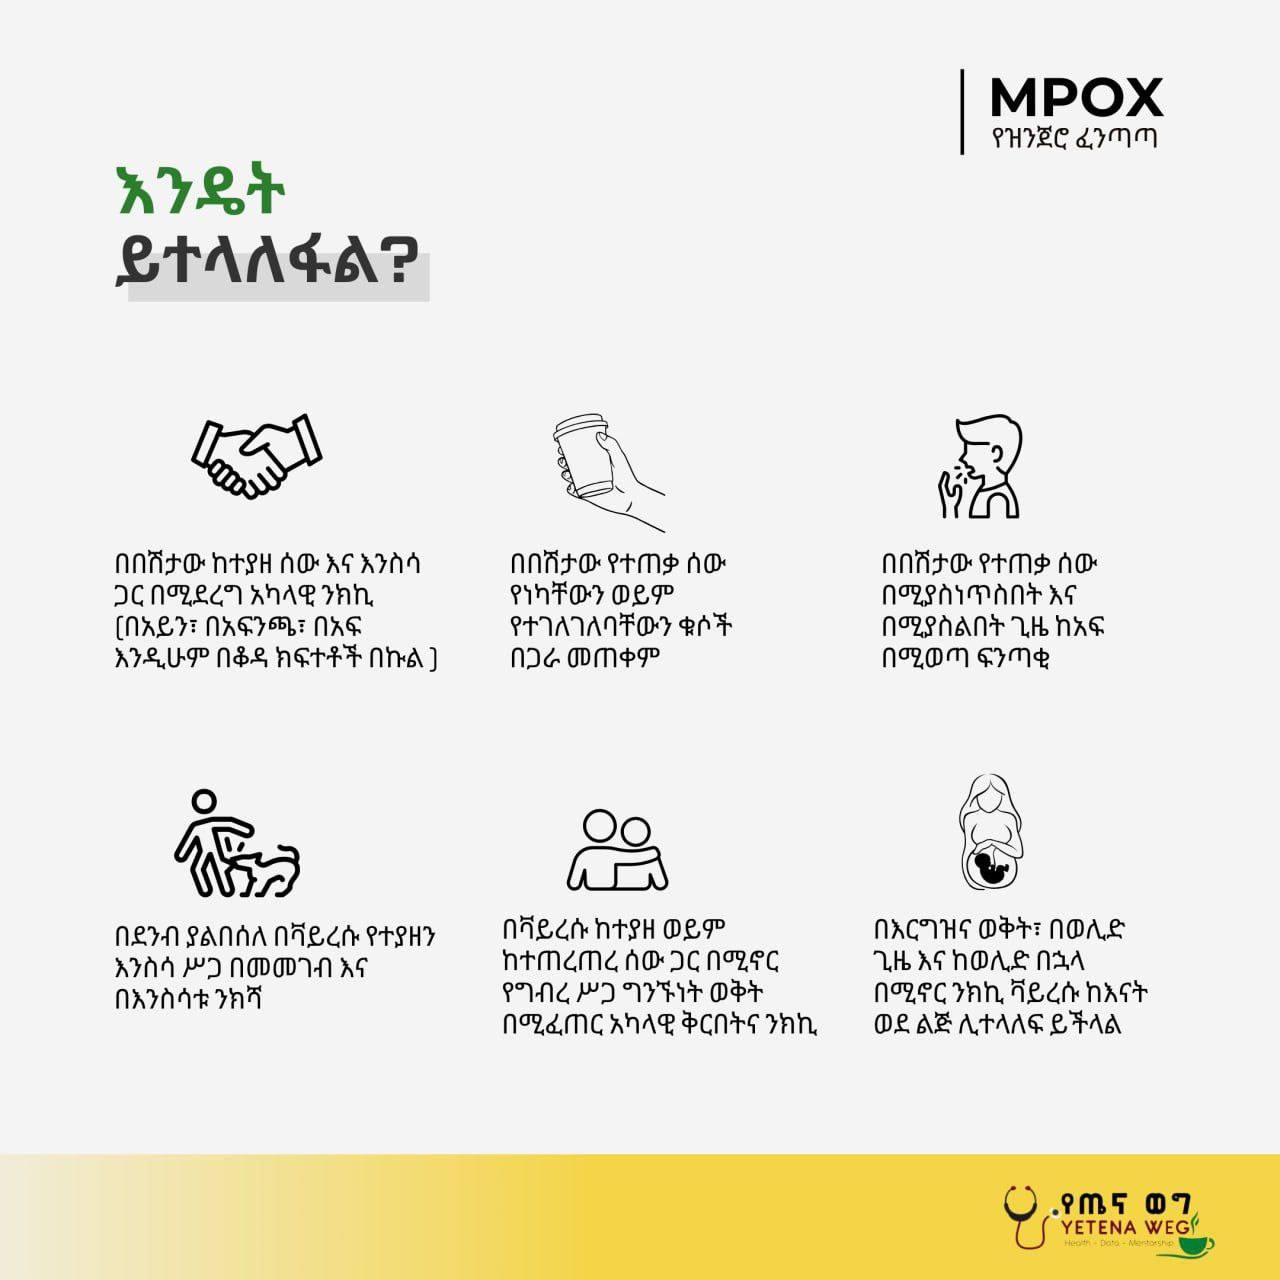 MPOX
የዝንጀሮ ፈንጣጣ
እንዴት
ይተላለፋል?
በበሽታው ከተያዘ ሰው እና እንስሳ
ጋር በሚደረግ አካላዊ ንክኪ
(በአይን፣ በአፍንጫ፣ በአፍ
እንዲሁም በቆዳ ክፍተቶች በኩል )
በበሽታው የተጠቃ ሰው
የነካቸውን ወይም
የተገለገለባቸውን ቁሶች
በጋራ መጠቀም
በበሽታው የተጠቃ ሰው
በሚያስነጥስበት እና
በሚያስልበት ጊዜ ከአፍ
በሚወጣ ፍንጣቂ
በደንብ ያልበሰለ በቫይረሱ የተያዘን
እንስሳ ሥጋ በመመገብ እና
በእንስሳቱ ንክሻ
በቫይረሱ ከተያዘ ወይም
ከተጠረጠረ ሰው ጋር በሚኖር
የግብረ ሥጋ ግንኙነት ወቅት
በሚፈጠር አካላዊ ቅርበትና ንክኪ
በእርግዝና ወቅት፣ በወሊድ
ጊዜ እና ከወሊድ በኋላ
በሚኖር ንክኪ ቫይረሱ ከእናት
ወደ ልጅ ሊተላለፍ ይችላል
የጤና ወግ
YETENA WEG
Health - Data - Mentorship